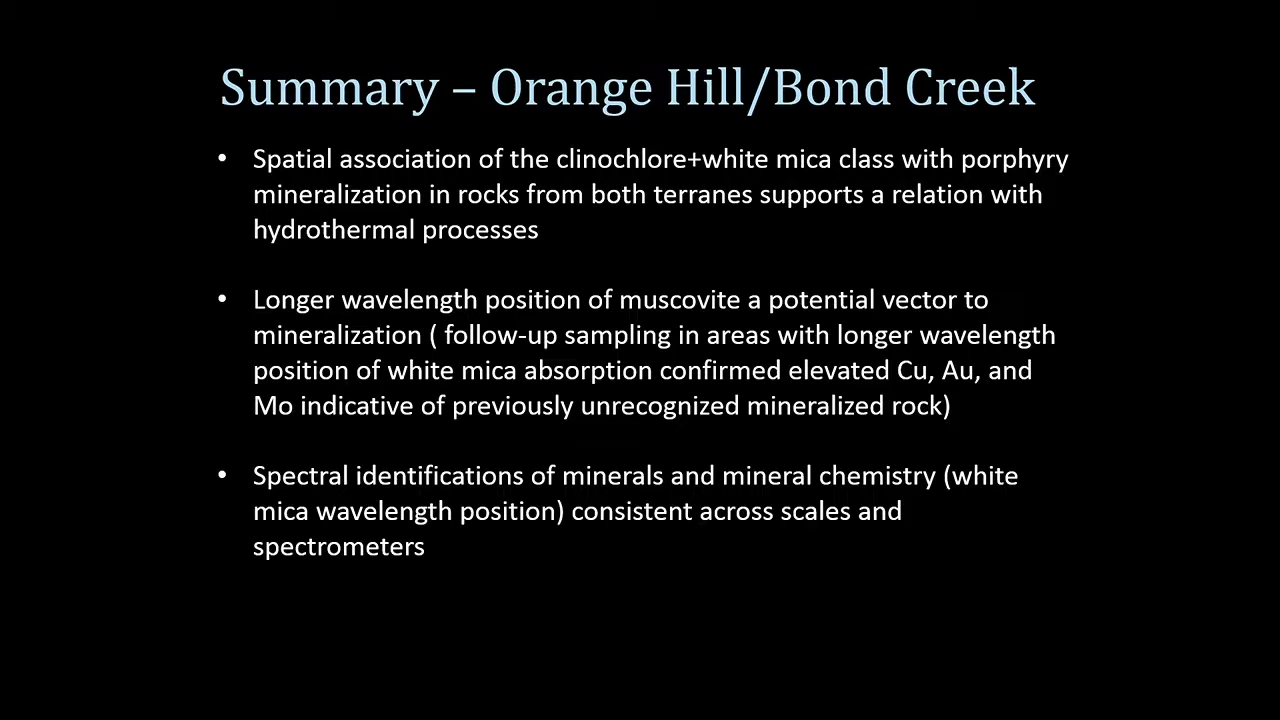 Summary – Orange Hill/Bond Creek
• Spatial association of the clinochlore+white mica class with porphyry
mineralization in rocks from both terranes supports a relation with
hydrothermal processes
• Longer wavelength position of muscovite a potential vector to
mineralization ( follow-up sampling in areas with longer wavelength
position of white mica absorption confirmed elevated Cu, Au, and
Mo indicative of previously unrecognized mineralized rock)
• Spectral identifications of minerals and mineral chemistry (white
mica wavelength position) consistent across scales and
spectrometers